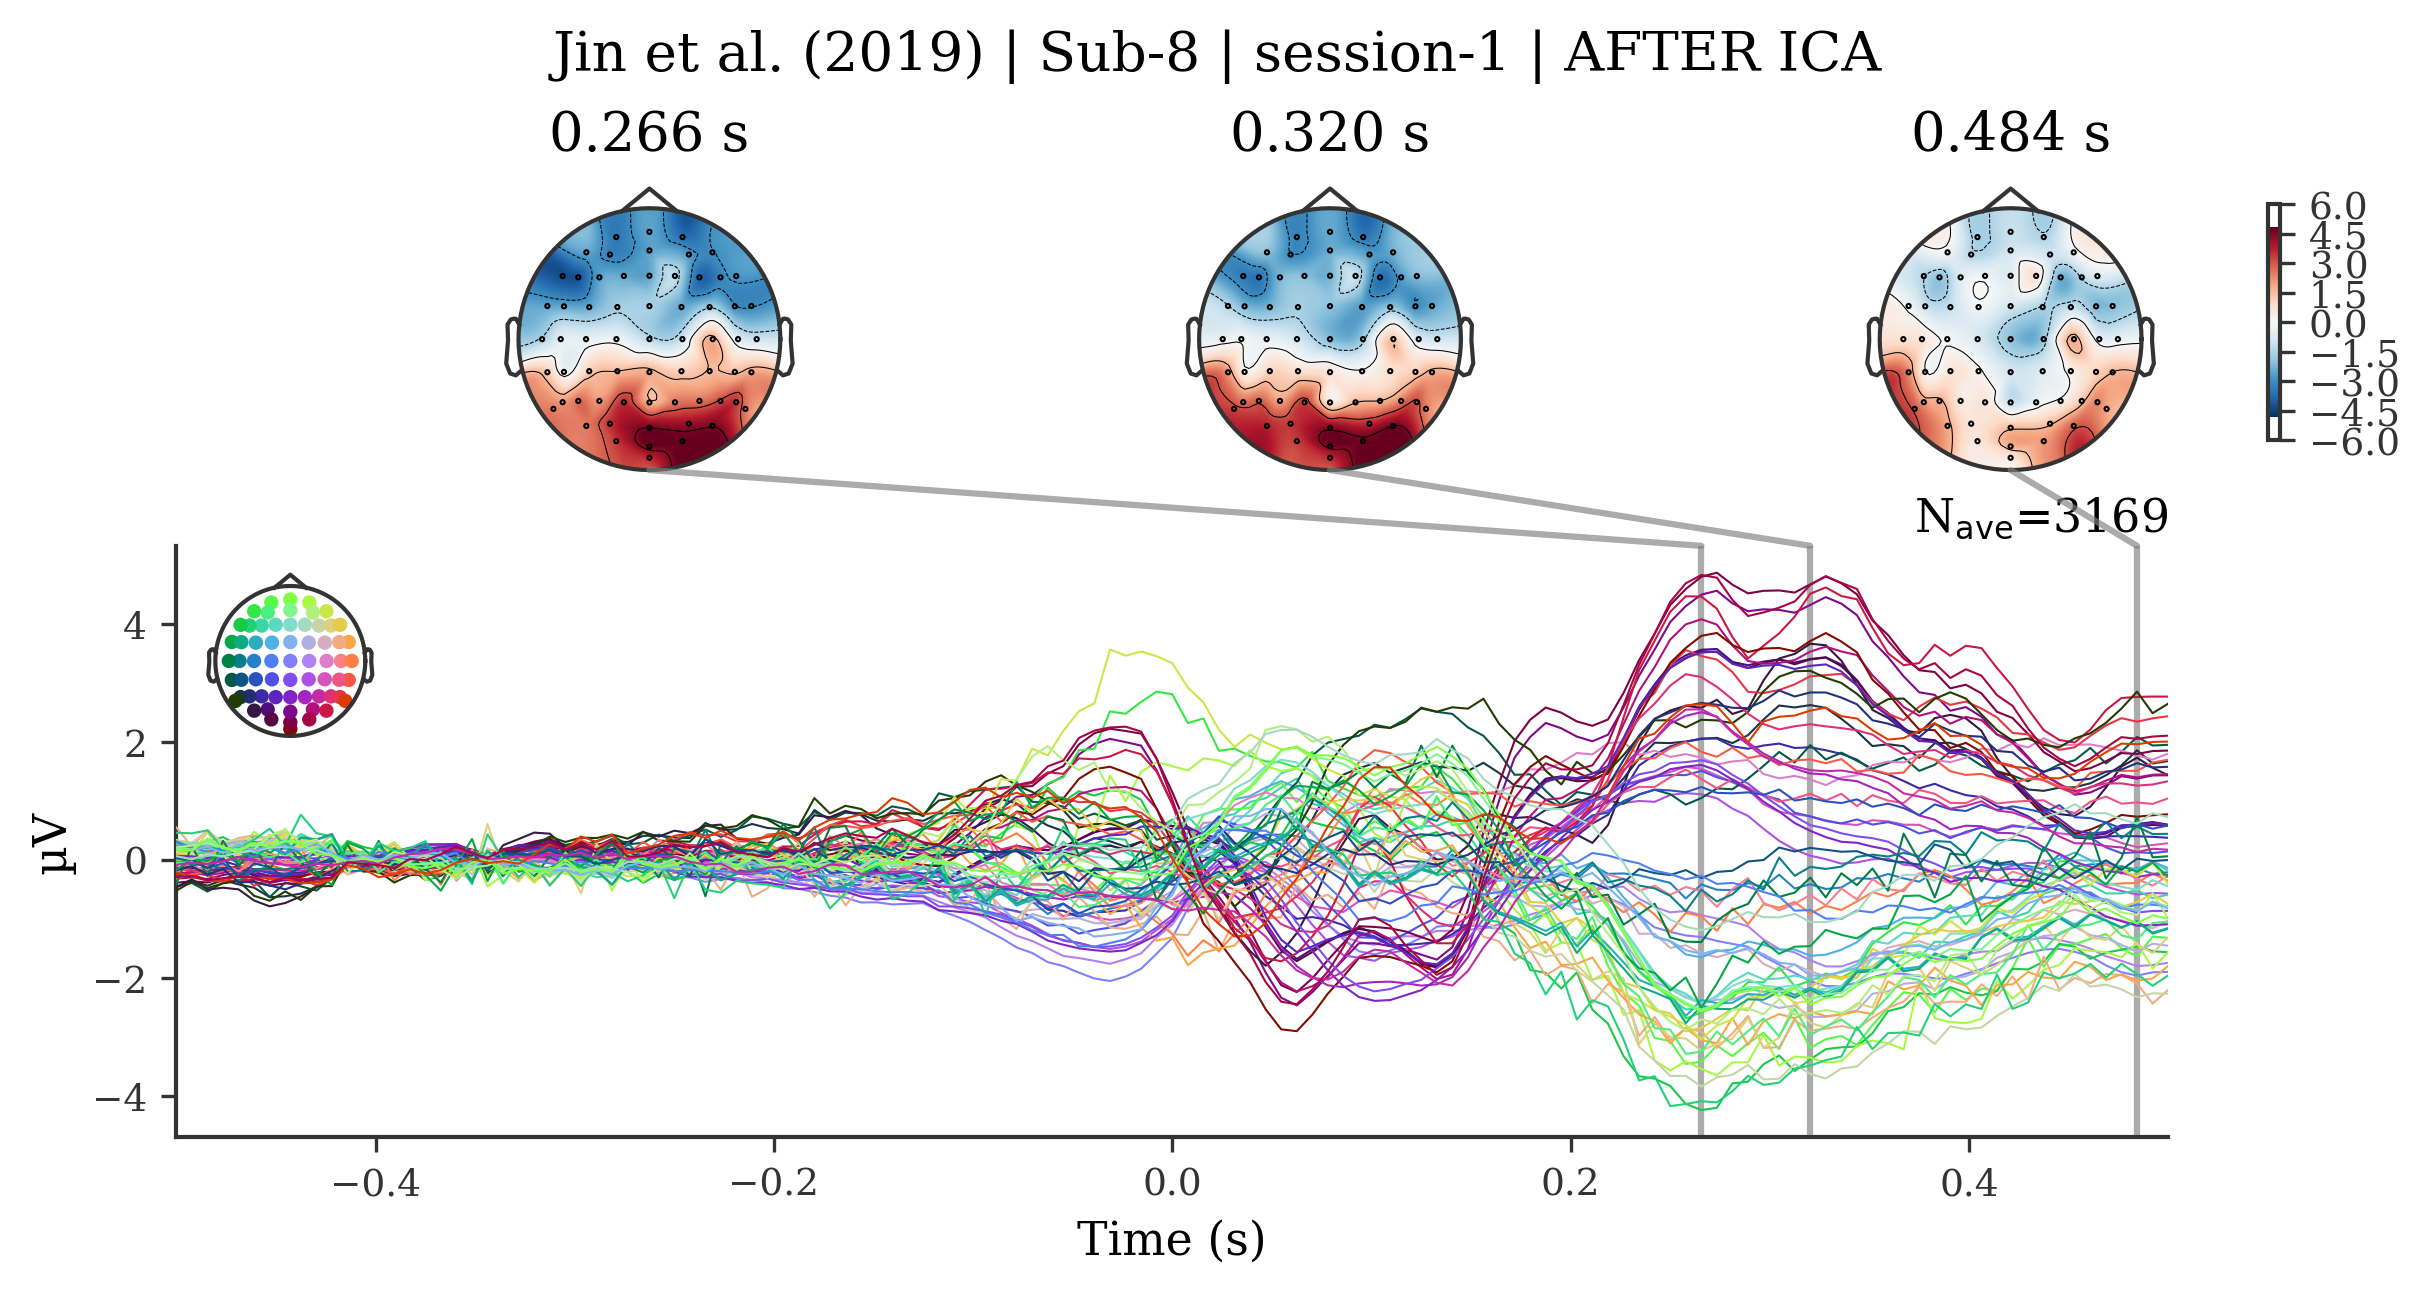 Jin et al. (2019) | Sub-8 | session-1 | AFTER ICA
0.266 s
0.320 s
0.484 s
6.0
4.5
3.0
1.5
0.0
−1.5
−3.0
−4.5
−6.0
Nave=3169
µV
4
2
0
−2
−4
−0.4
−0.2
0.0
0.2
0.4
Time (s)